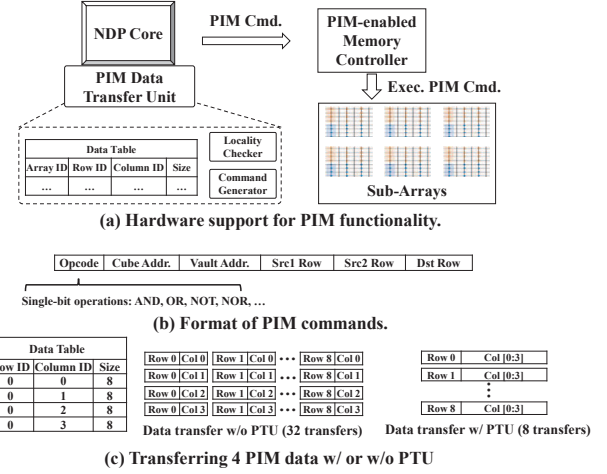 NDP Core
PIM Cmd.
PIM-enabled
Memory
Controller
PIM Data
Transfer Unit
Exec. PIM Cmd.
Data Table
Array ID Row ID Column ID Size
... ... ... ...
Locality
Checker
Command
Generator
Sub-Arrays
(a) Hardware support for PIM functionality.
Opcode Cube Addr. Vault Addr. Src1 Row Src2 Row Dst Row
Single-bit operations: AND, OR, NOT, NOR, ...
(b) Format of PIM commands.
Data Table
ow ID Column ID Size
0 0 8
0 1 8
0 2 8
0 3 8
Row 0 Col 0 Row 1 Col 0 ... Row 8 Col 0
Row 0 Col 1 Row 1 Col 1 ... Row 8 Col 1
Row 0 Col 2 Row 1 Col 2 ... Row 8 Col 2
Row 0 Col 3 Row 1 Col 3 ... Row 8 Col 3
Data transfer w/o PTU (32 transfers)
Row 0 Col [0:3]
Row 1 Col [0:3]
⋮
Row 8 Col [0:3]
Data transfer w/ PTU (8 transfers)
(c) Transferring 4 PIM data w/ or w/o PTU